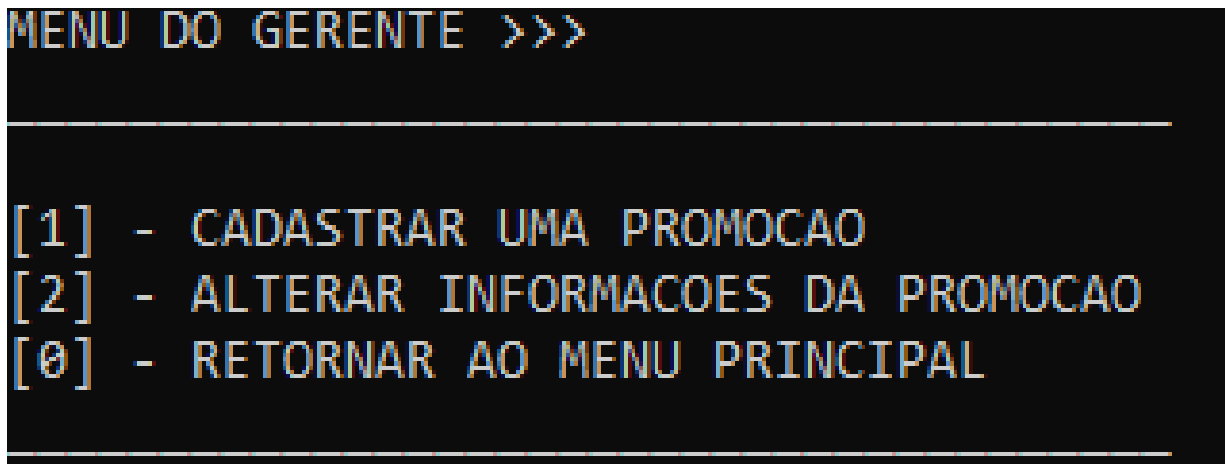 MENU DO GERENTE >>>
[1] - CADASTRAR UMA PROMOCAO
[2] - ALTERAR INFORMACOES DA PROMOCAO
[0] - RETORNAR AO MENU PRINCIPAL